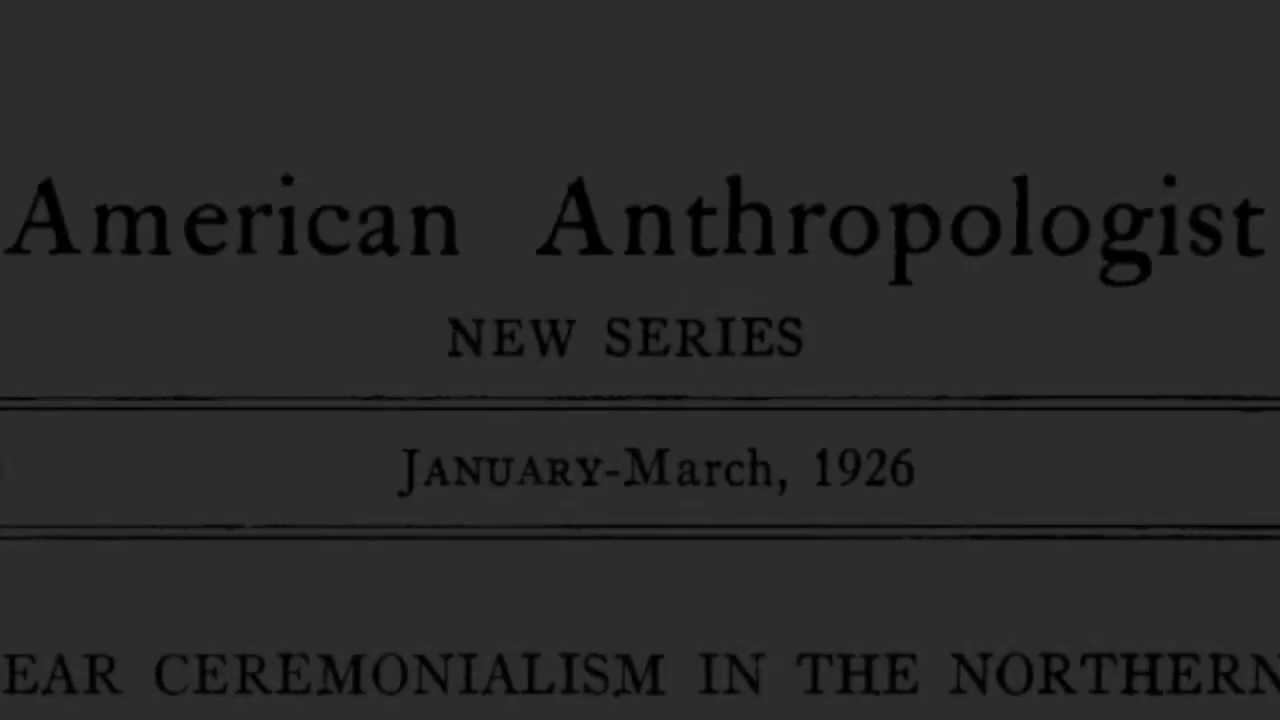 American Anthropologist
NEW SERIES
JANUARY-March, 1926
EAR CEREMONIALISM IN THE NORTHERN